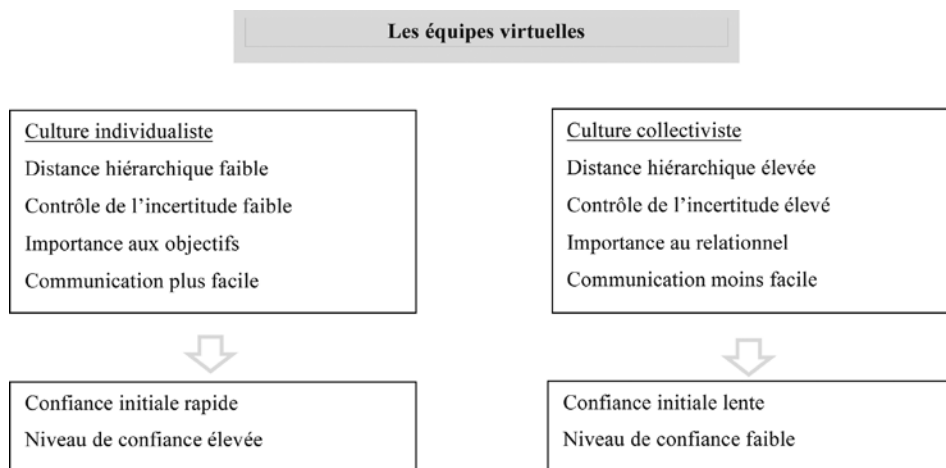 Les équipes virtuelles
Culture individualiste
Distance hiérarchique faible
Contrôle de l'incertitude faible
Importance aux objectifs
Communication plus facile
Culture collectiviste
Distance hiérarchique élevée
Contrôle de l'incertitude élevé
Importance au relationnel
Communication moins facile
Confiance initiale rapide
Niveau de confiance élevée
Confiance initiale lente
Niveau de confiance faible